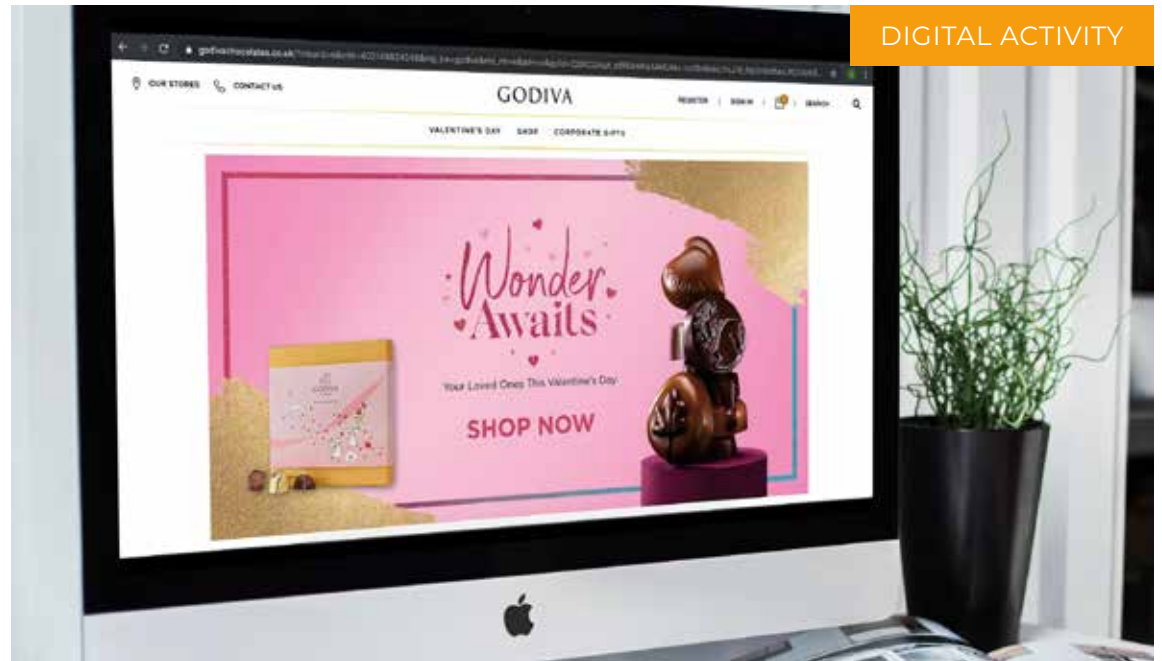 DIGITAL ACTIVITY
OUR STORES CONTACT US
GODIVA
REGISTER | SIGN IN | | SEARCH
VALENTINE'S DAY SHOP CORPORATE GIFTS
Wonder
Awaits
Your Loved Ones This Valentine's Day
SHOP NOW
GODIVA